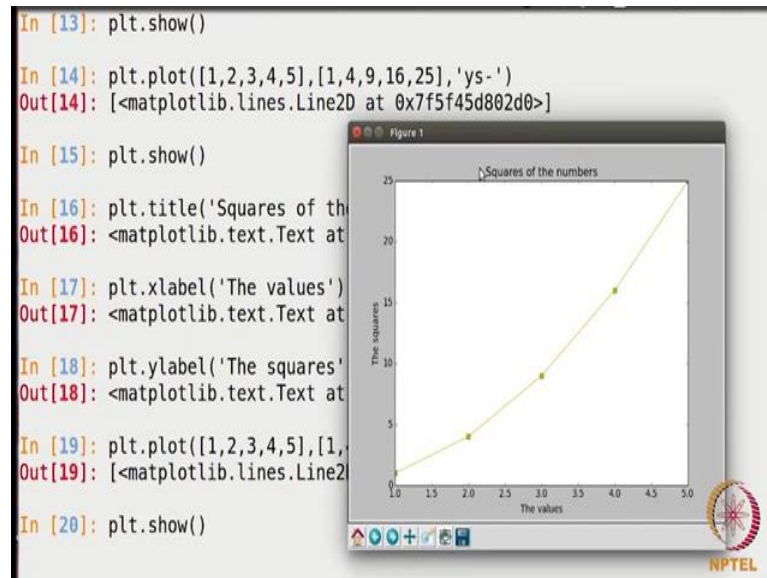 In [13]: plt.show()
In [14]: plt.plot([1,2,3,4,5],[1,4,9,16,25],'ys-')
Out[14]: [<matplotlib.lines.Line2D at 0x7f5f45d802d0>]
In [15]: plt.show()
In [16]: plt.title('Squares of th
Out[16]: <matplotlib.text.Text at
In [17]: plt.xlabel('The values')
Out[17]: <matplotlib.text.Text at
In [18]: plt.ylabel('The squares'
Out[18]: <matplotlib.text.Text at
In [19]: plt.plot([1,2,3,4,5],[1,
Out[19]: [<matplotlib.lines.Line2
In [20]: plt.show()
Figure 1
Squares of the numbers
25
20
15
10
5
0
The squares
1.0 1.5 2.0 2.5 3.0 3.5 4.0 4.5 5.0
The values
NPTEL